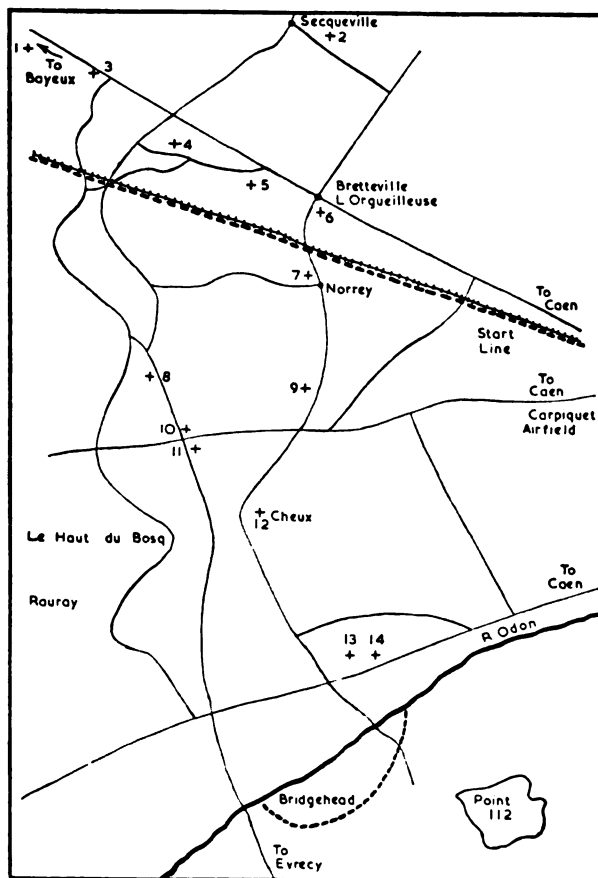 Secqueville
2
1
3
To
Bayeux
4
5
Bretteville
L Orgueilleuse
6
7
Norrey
To
Caen
Start
Line
8
9
To
Caen
Carpiquet
Airfield
10
11
12
Cheux
Le Haut du Bosq
Rauray
To
Caen
R Odon
13 14
Bridgehead
Point
112
To
Evrecy